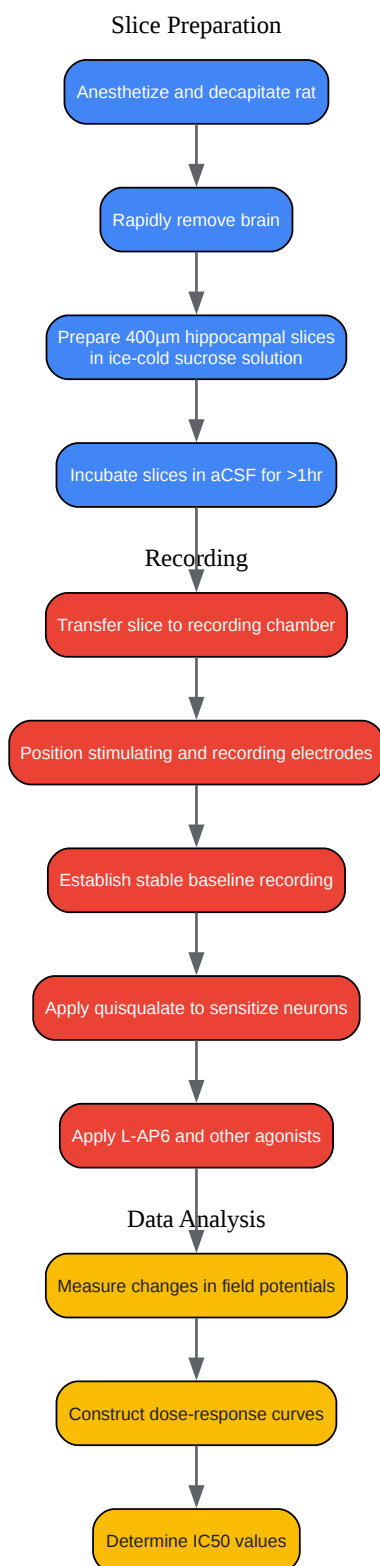 Slice Preparation
Anesthetize and decapitate rat
Rapidly remove brain
Prepare 400µm hippocampal slices
in ice-cold sucrose solution
Incubate slices in aCSF for >1hr
Recording
Transfer slice to recording chamber
Position stimulating and recording electrodes
Establish stable baseline recording
Apply quisqualate to sensitize neurons
Apply L-AP6 and other agonists
Data Analysis
Measure changes in field potentials
Construct dose-response curves
Determine IC50 values